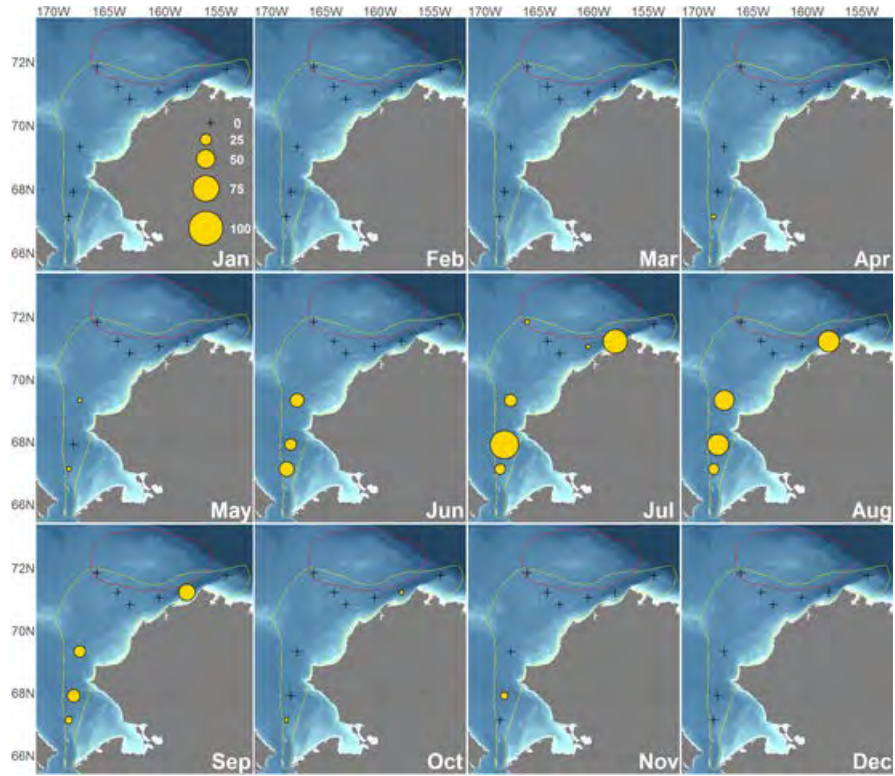 170W 165W 160W 155W 170W 165W 160W 155W 170W 165W 160W 155W 170W 165W 160W 155W
72N
70N
0
25
50
68N
75
100
66N
Jan Feb Mar Apr
72N
70N
68N
66N
May Jun Jul Aug
72N
70N
68N
66N
Sep Oct Nov Dec